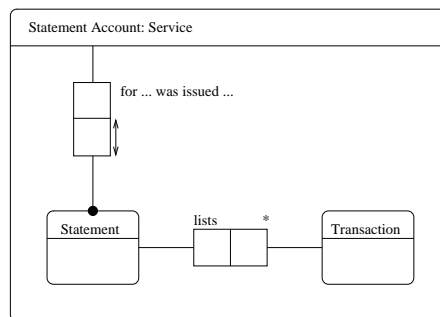 Statement Account: Service
for ... was issued ...
lists *
Statement
Transaction